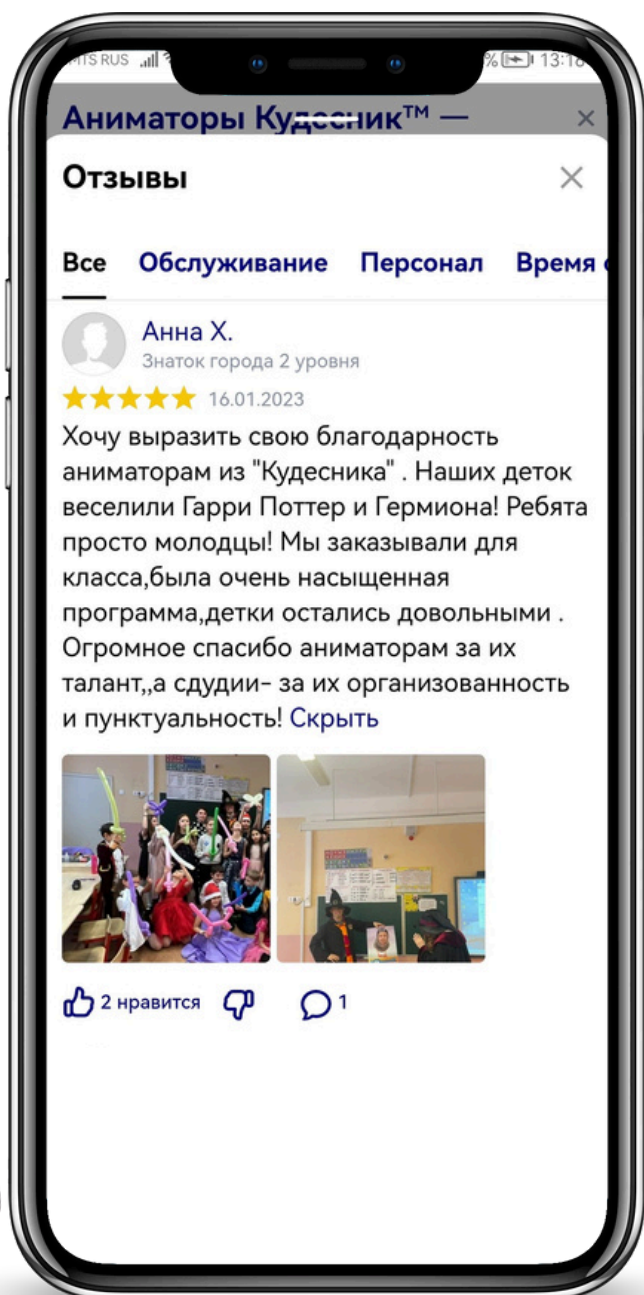 MTS RUS
% 13:18
Аниматоры Кудесник™ —
Отзывы
Все Обслуживание Персонал Время
Анна Х.
Знаток города 2 уровня
16.01.2023
Хочу выразить свою благодарность
аниматорам из "Кудесника" . Наших деток
веселили Гарри Поттер и Гермиона! Ребята
просто молодцы! Мы заказывали для
класса,была очень насыщенная
программа,детки остались довольными .
Огромное спасибо аниматорам за их
талант,,а сдудии- за их организованность
и пунктуальность! Скрыть
2 нравится
1